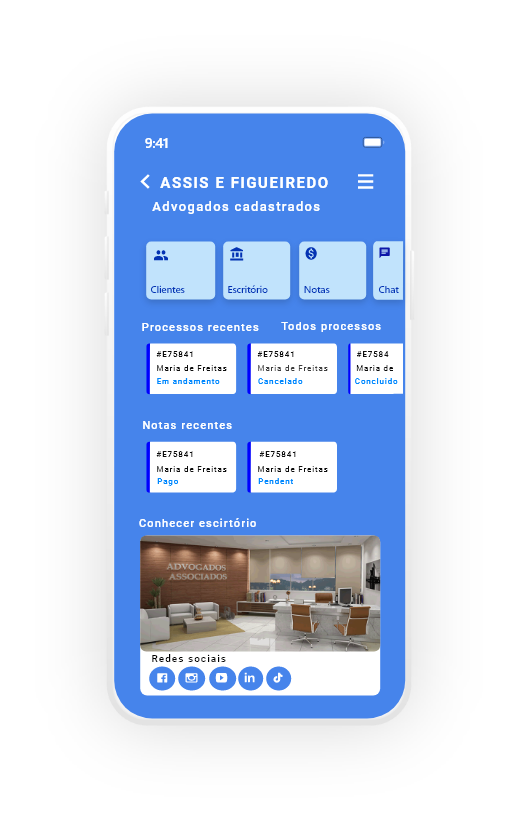 9:41
ASSIS E FIGUEIREDO
Advogados cadastrados
Clientes
Escritório
Notas
Chat
Processos recentes
Todos processos
#E75841
Maria de Freitas
Em andamento
#E75841
Maria de Freitas
Cancelado
#E7584
Maria de
Concluido
Notas recentes
#E75841
Maria de Freitas
Pago
#E75841
Maria de Freitas
Pendent
Conhecer escirtório
ADVOGADOS
ASSOCIADOS
Redes sociais
in